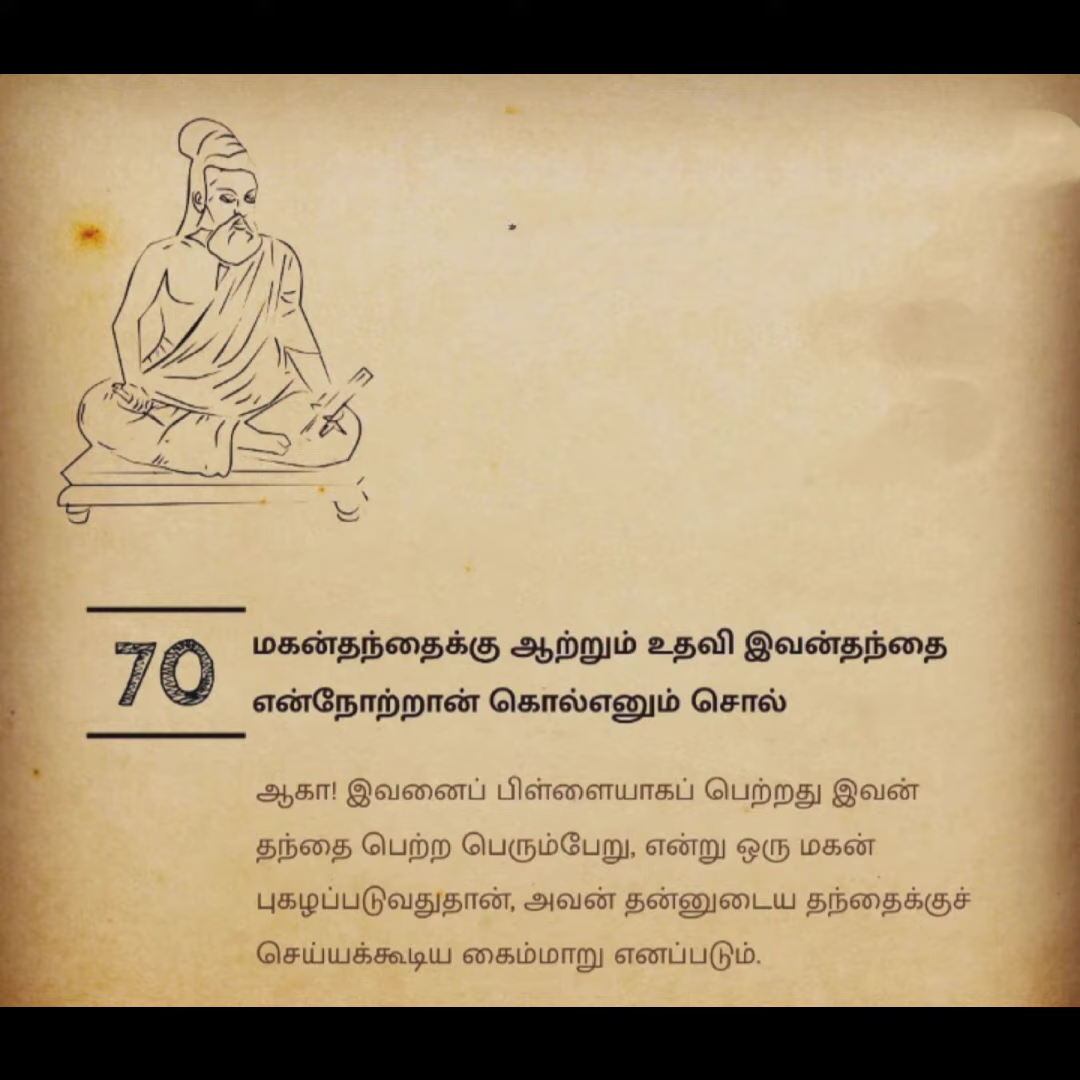 70
மகன்தந்தைக்கு ஆற்றும் உதவி இவன்தந்தை
என்நோற்றான் கொல்எனும் சொல்
ஆகா! இவனைப் பிள்ளையாகப் பெற்றது இவன்
தந்தை பெற்ற பெரும்பேறு, என்று ஒரு மகன்
புகழப்படுவதுதான், அவன் தன்னுடைய தந்தைக்குச்
செய்யக்கூடிய கைம்மாறு எனப்படும்.